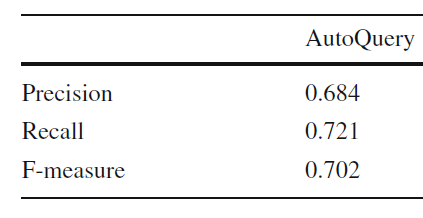 AutoQuery
Precision 0.684
Recall 0.721
F-measure 0.702